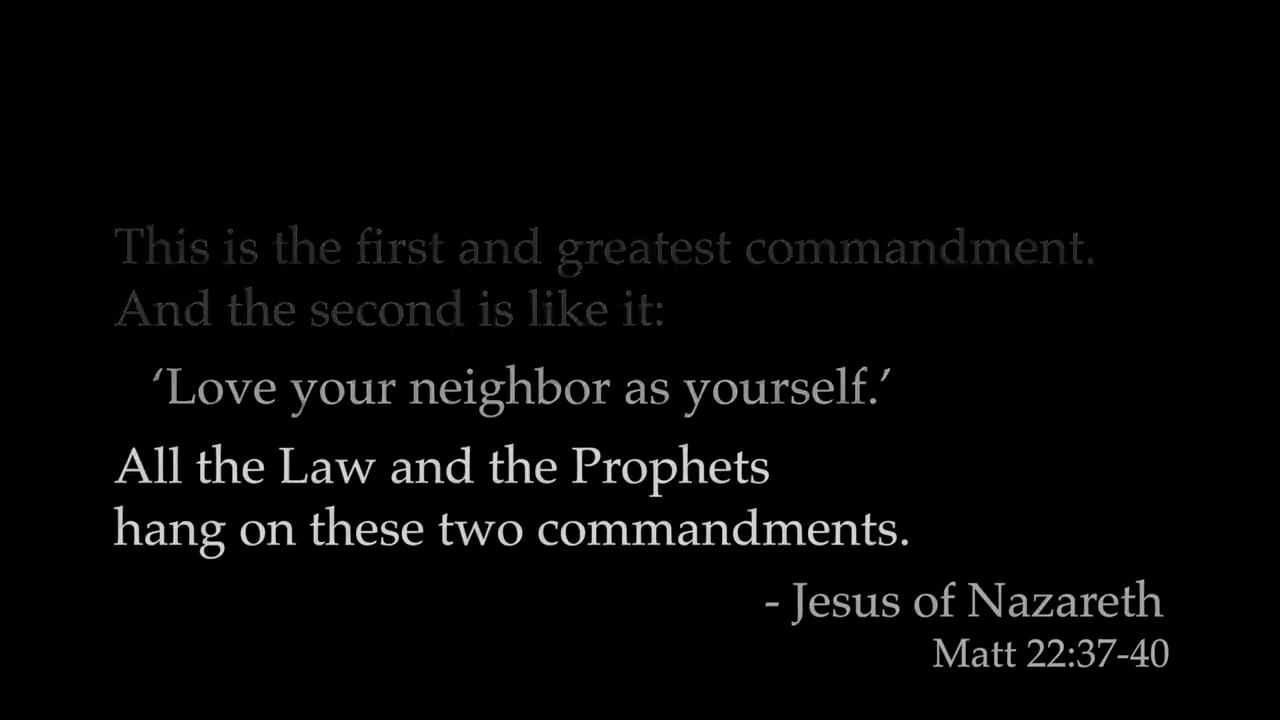 This is the first and greatest commandment.
And the second is like it:
‘Love your neighbor as yourself.’
All the Law and the Prophets
hang on these two commandments.
- Jesus of Nazareth
Matt 22:37-40